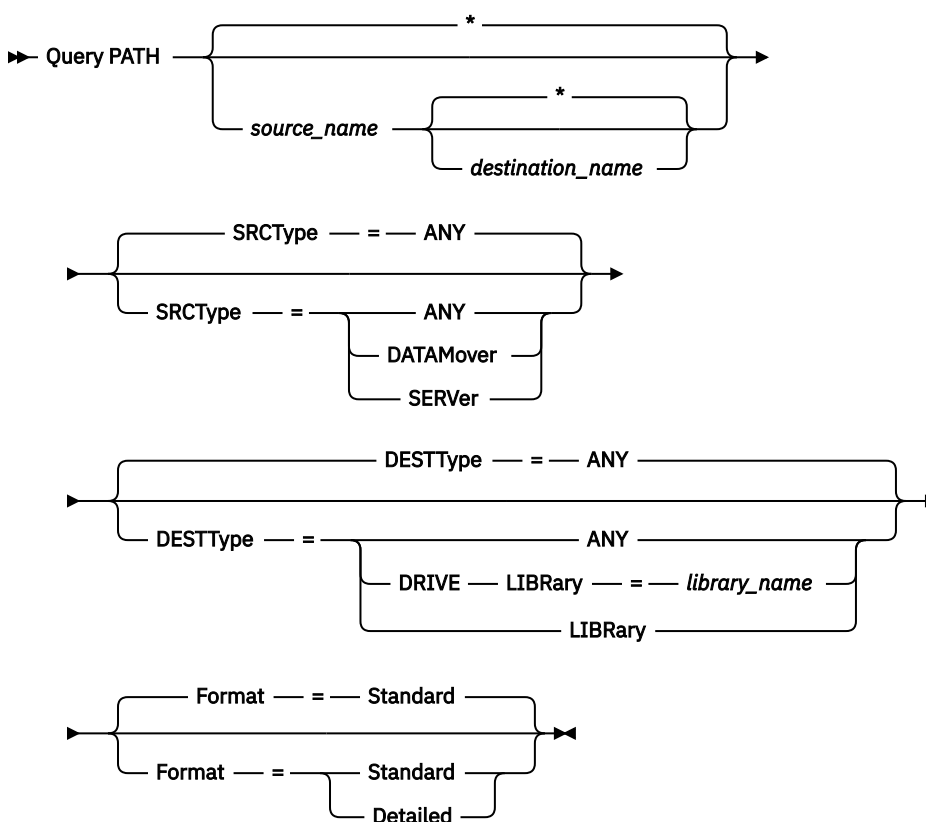 *
Query PATH
*
source_name
destination_name
SRCType = ANY
SRCType = ANY
DATAMover
SERVer
DESTType = ANY
DESTType = ANY
DRIVE LIBRary = library_name
LIBRary
Format = Standard
Format = Standard
Detailed